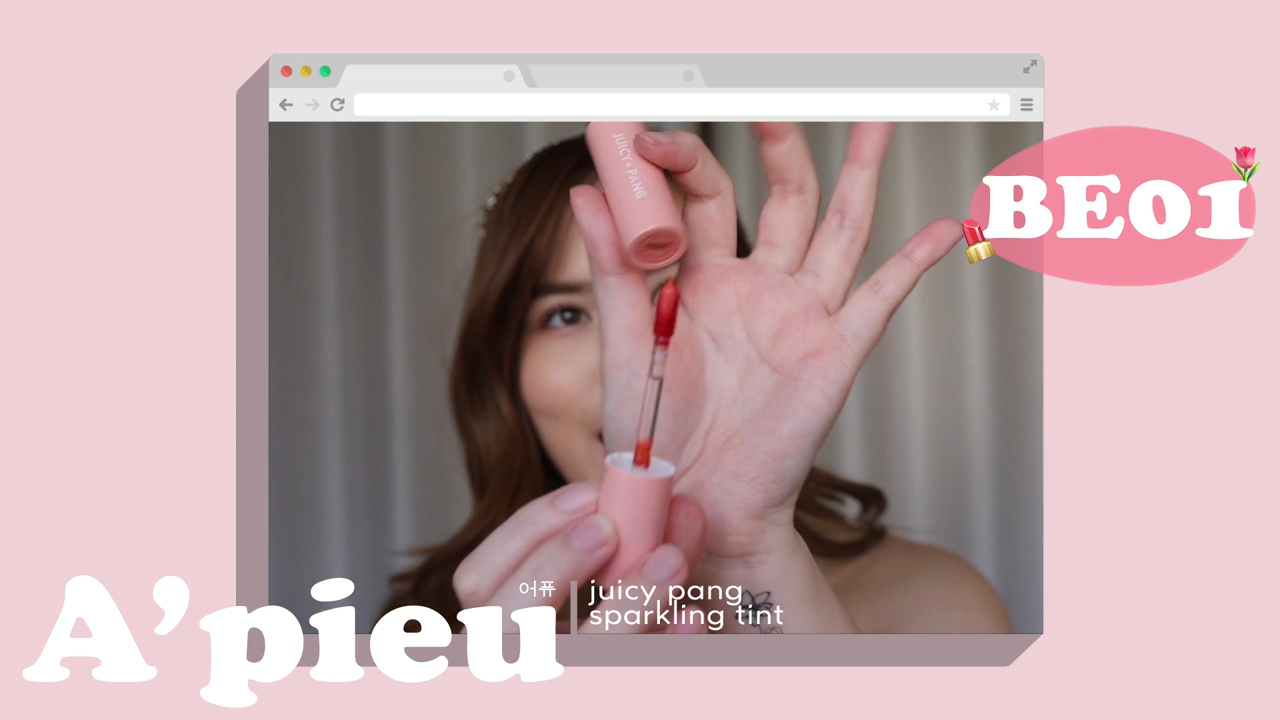 JUICY-PANG
BE01
어퓨
juicy pang
sparkling tint
A'pieu